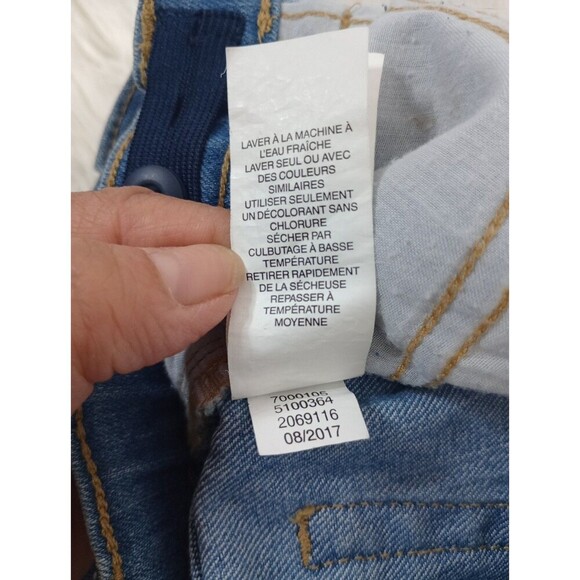 LAVER À LA MACHINE À
L'EAU FRAÎCHE
LAVER SEUL OU AVEC
DES COULEURS
SIMILAIRES
UTILISER SEULEMENT
UN DÉCOLORANT SANS
CHLORURE
SÉCHER PAR
CULBUTAGE À BASSE
TEMPÉRATURE
RETIRER RAPIDEMENT
DE LA SÉCHEUSE
REPASSER À
TEMPÉRATURE
MOYENNE
7000105
5100364
2069116
08/2017